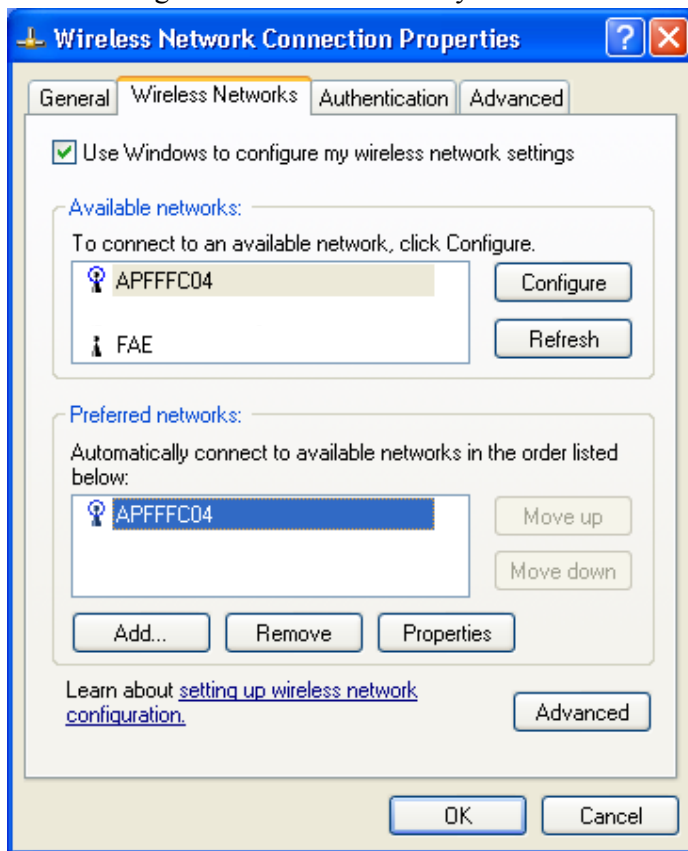 Wireless Network Connection Properties
General Wireless Networks Authentication Advanced
Use Windows to configure my wireless network settings
Available networks:
To connect to an available network, click Configure.
APFFFC04
Configure
FAE
Refresh
Preferred networks:
Automatically connect to available networks in the order listed
below:
APFFFC04
Move up
Move down
Add... Remove Properties
Learn about setting up wireless network
configuration.
Advanced
OK Cancel